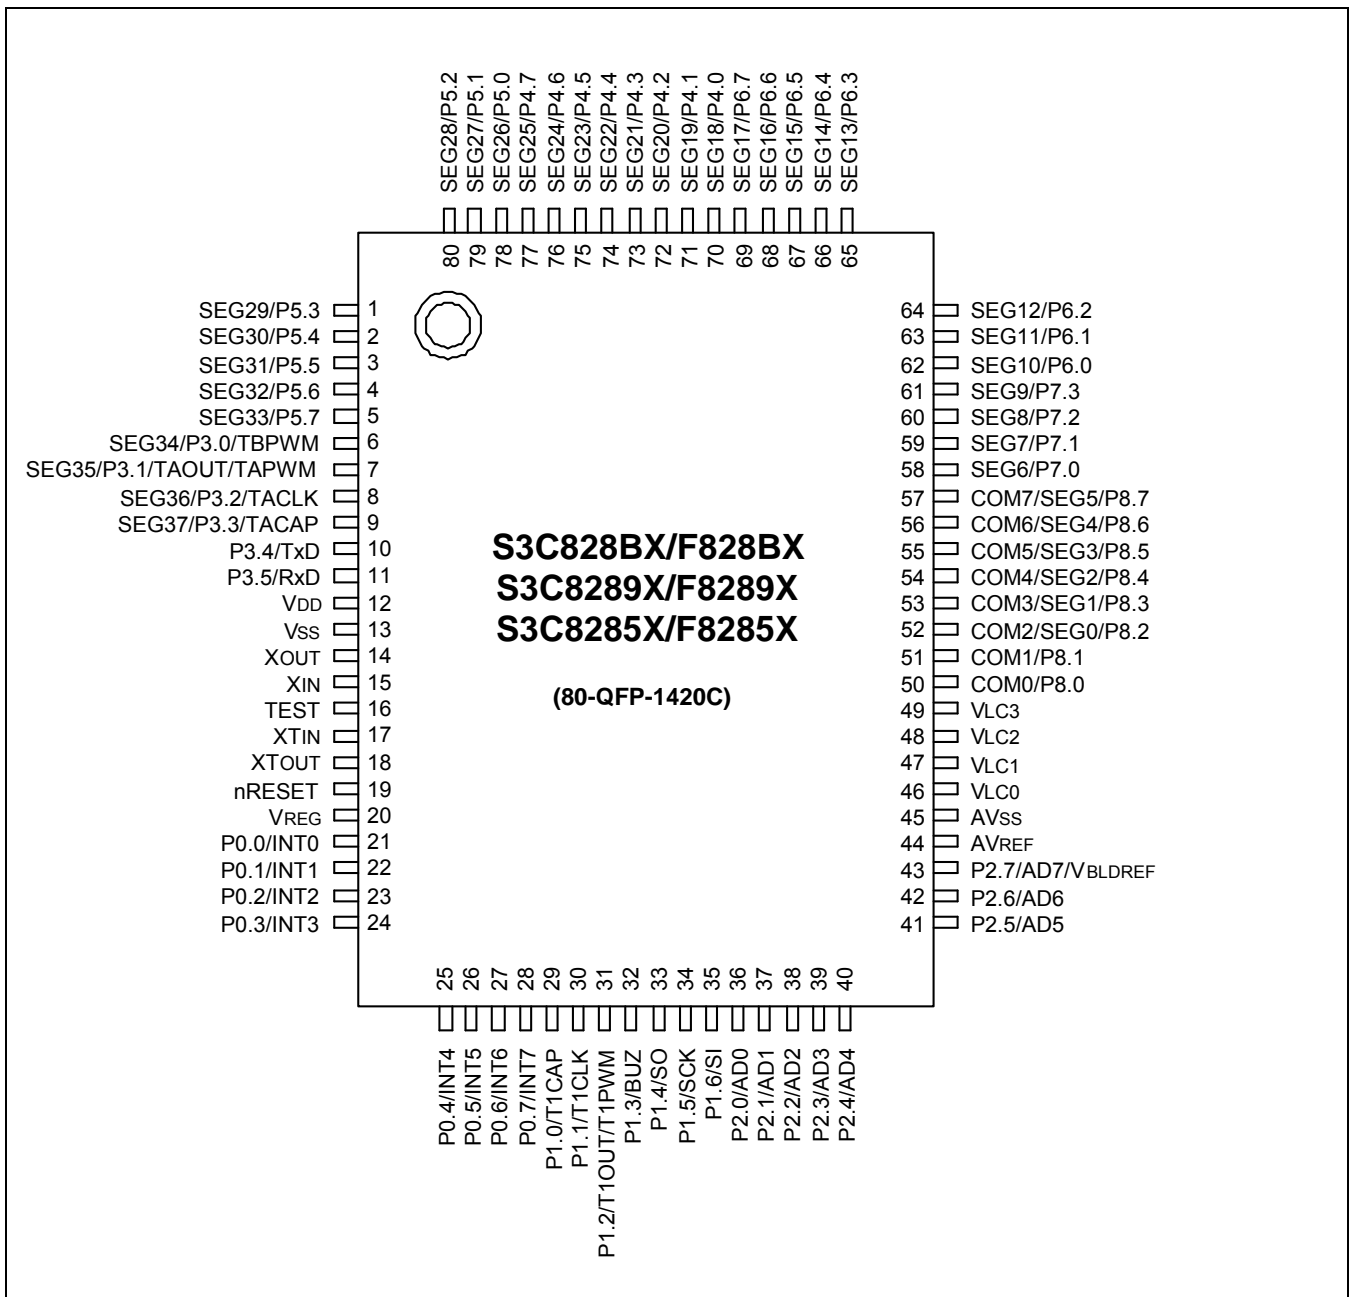 SEG28/P5.2
SEG27/P5.1
SEG26/P5.0
SEG25/P4.7
SEG24/P4.6
SEG23/P4.5
SEG22/P4.4
SEG21/P4.3
SEG20/P4.2
SEG19/P4.1
SEG18/P4.0
SEG17/P6.7
SEG16/P6.6
SEG15/P6.5
SEG14/P6.4
SEG13/P6.3
80
79
78
77
76
75
74
73
72
71
70
69
68
67
66
65
SEG29/P5.3 1
SEG30/P5.4 2
SEG31/P5.5 3
SEG32/P5.6 4
SEG33/P5.7 5
SEG34/P3.0/TBPWM 6
SEG35/P3.1/TAOUT/TAPWM 7
SEG36/P3.2/TACLK 8
SEG37/P3.3/TACAP 9
P3.4/TxD 10
P3.5/RxD 11
VDD 12
VSS 13
XOUT 14
XIN 15
TEST 16
XTIN 17
XTOUT 18
nRESET 19
VREG 20
P0.0/INT0 21
P0.1/INT1 22
P0.2/INT2 23
P0.3/INT3 24
S3C828BX/F828BX
S3C8289X/F8289X
S3C8285X/F8285X
(80-QFP-1420C)
64 SEG12/P6.2
63 SEG11/P6.1
62 SEG10/P6.0
61 SEG9/P7.3
60 SEG8/P7.2
59 SEG7/P7.1
58 SEG6/P7.0
57 COM7/SEG5/P8.7
56 COM6/SEG4/P8.6
55 COM5/SEG3/P8.5
54 COM4/SEG2/P8.4
53 COM3/SEG1/P8.3
52 COM2/SEG0/P8.2
51 COM1/P8.1
50 COM0/P8.0
49 VLC3
48 VLC2
47 VLC1
46 VLC0
45 AVSS
44 AVREF
43 P2.7/AD7/VBLDREF
42 P2.6/AD6
41 P2.5/AD5
25
26
27
28
29
30
31
32
33
34
35
36
37
38
39
40
P0.4/INT4
P0.5/INT5
P0.6/INT6
P0.7/INT7
P1.0/T1CAP
P1.1/T1CLK
P1.2/T1OUT/T1PWM
P1.3/BUZ
P1.4/SO
P1.5/SCK
P1.6/SI
P2.0/AD0
P2.1/AD1
P2.2/AD2
P2.3/AD3
P2.4/AD4